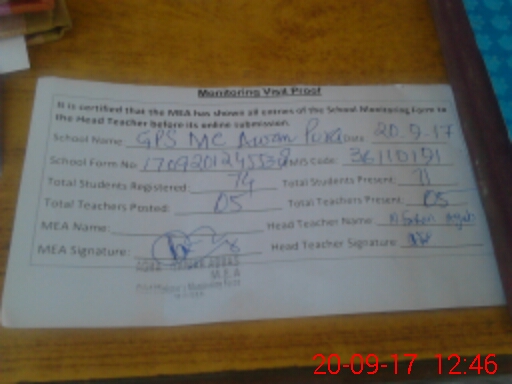 Monitoring Visit Proof
It is certified that the MEA has shown all entries of the School Monitoring Form to
the Head Teacher before its online submission.
School Name GPS MC Awan Pura Date 20.9.17
School Form No: Code: 36110191
Total Students Registered: 74 Total Students Present: 71
Total Teachers Posted: 05 Total Teachers Present: 05
MEA Name: Head Teacher Name:
MEA Signature: Head Teacher Signature:
M.E.A
20-09-17 12:46